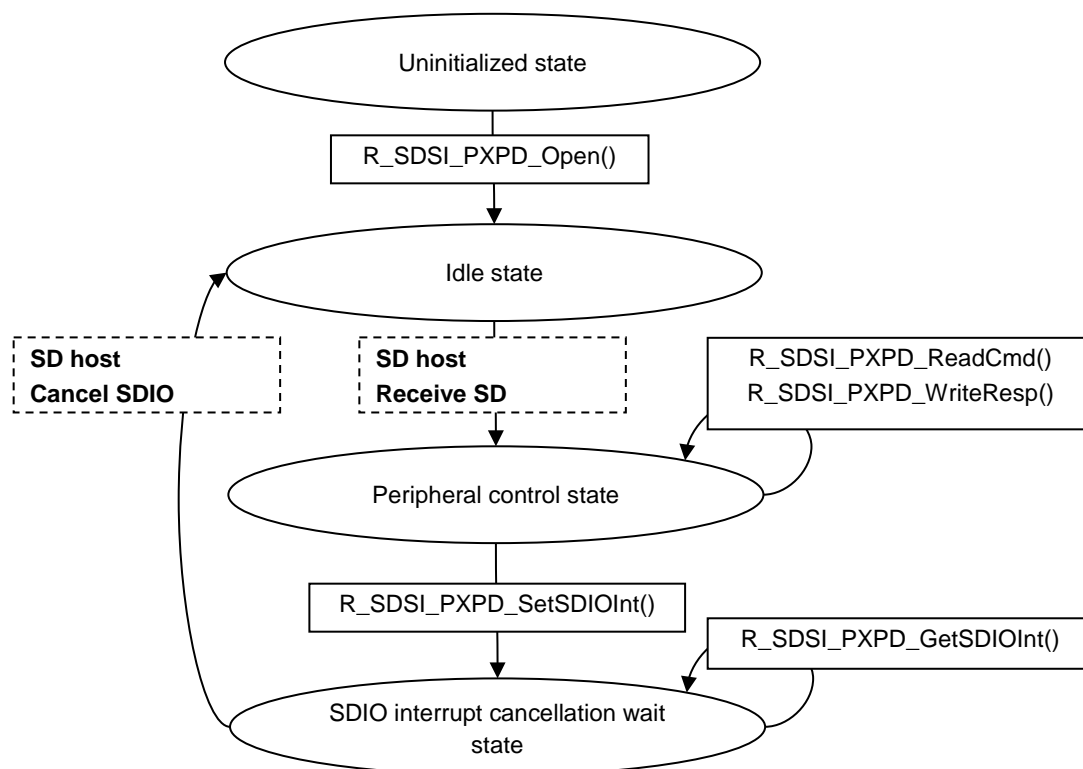 Uninitialized state
R_SDSI_PXPD_Open()
Idle state
SD host
Cancel SDIO
SD host
Receive SD
R_SDSI_PXPD_ReadCmd()
R_SDSI_PXPD_WriteResp()
Peripheral control state
R_SDSI_PXPD_SetSDIOInt()
R_SDSI_PXPD_GetSDIOInt()
SDIO interrupt cancellation wait
state